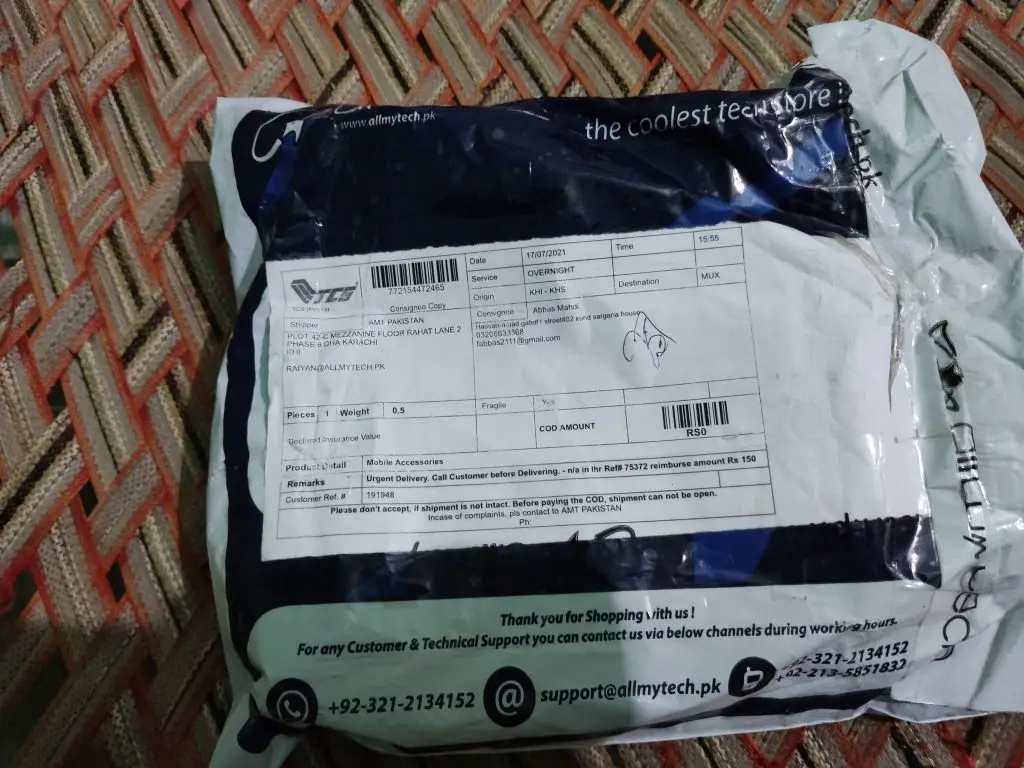 www.allmytech.pk
the coolest tech store
TCS
772154472465
Consignee Copy
Date 17/07/2021 Time 15:55
Service OVERNIGHT
Origin KHI - KHS Destination MUX
Shipper AMT PAKISTAN
Consignee Abhas Mahdi
PLOT 42-C MEZZANINE FLOOR RAHAT LANE 2
PHASE 6 DHA KARACHI
KHI
RAIYAN@ALLMYTECH.PK
street#02 kund sargana house
fabbas2111@gmail.com
Pieces 1 Weight 0.5 Fragile Yes
Declared Insurance Value COD AMOUNT RS0
Product Detail Mobile Accessories
Remarks Urgent Delivery. Call Customer before Delivering. - n/a in lhr Ref# 75372 reimburse amount Rs 150
Customer Ref. # 191948
Please don't accept, if shipment is not intact. Before paying the COD, shipment can not be open.
Incase of complaints, pls contact to AMT PAKISTAN
Ph:
Thank you for Shopping with us !
For any Customer & Technical Support you can contact us via below channels during working hours.
+92-321-2134152 @ support@allmytech.pk +92-321-2134152
+92-213-5851832